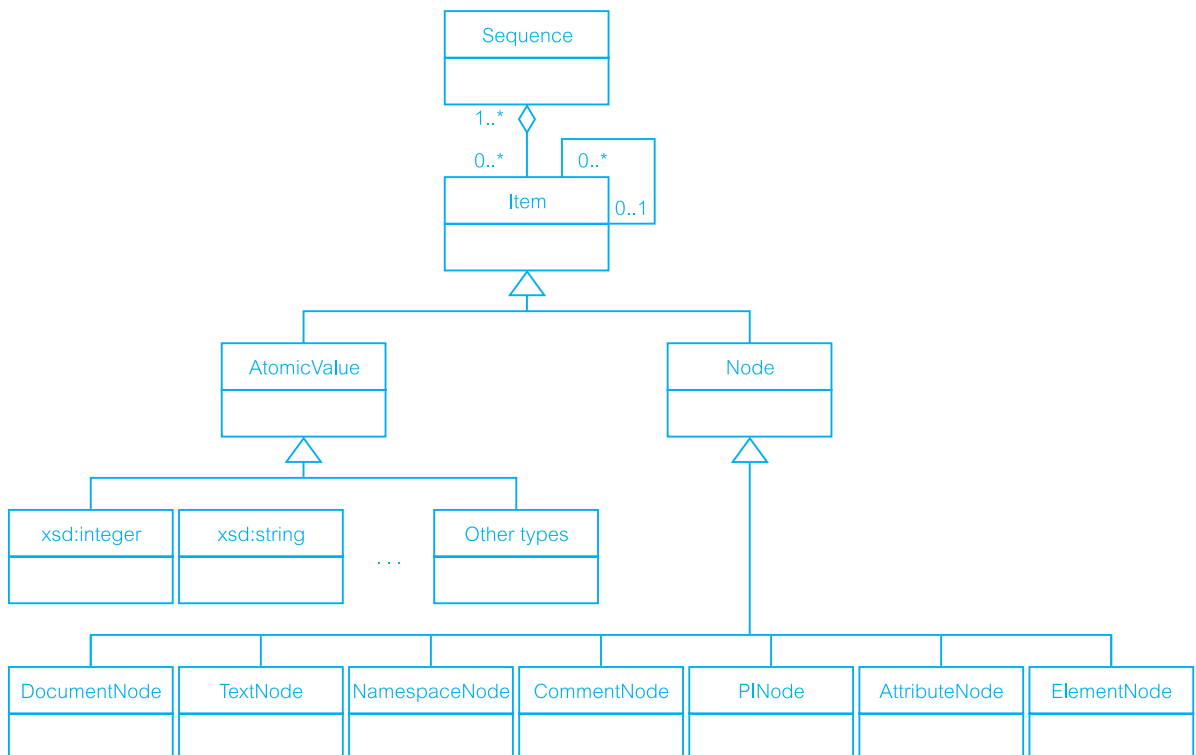 Sequence
1..*
0..*
0..*
Item
0..1
AtomicValue
Node
xsd:integer
xsd:string
...
Other types
DocumentNode
TextNode
NamespaceNode
CommentNode
PINode
AttributeNode
ElementNode